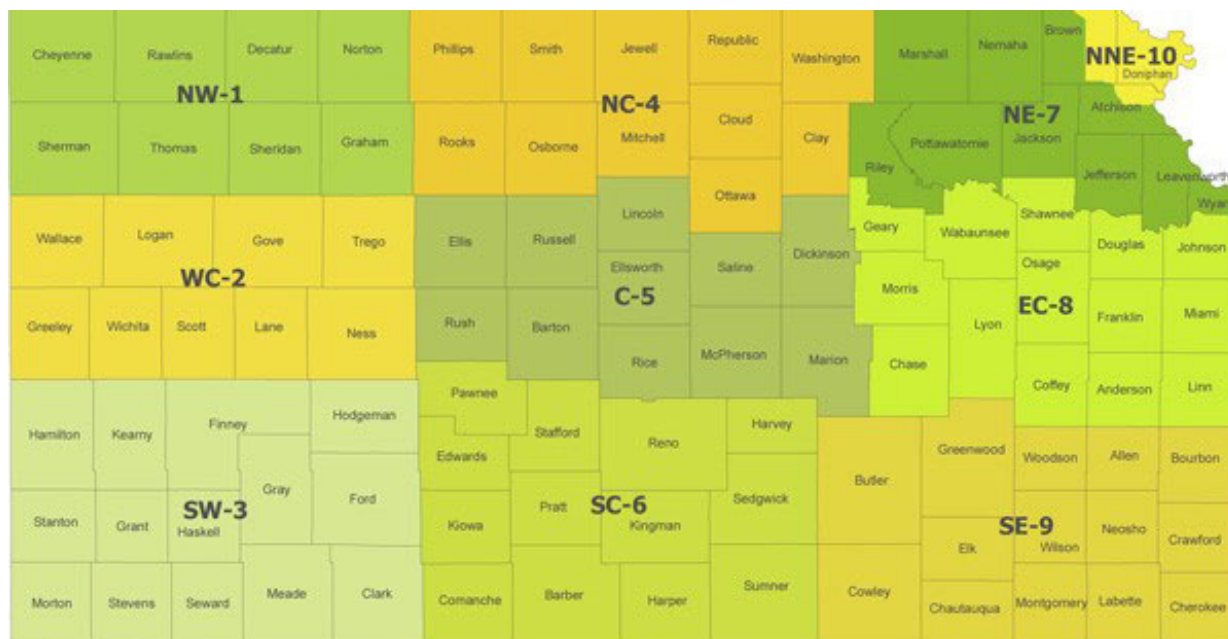 Cheyenne
Rawlins
Decatur
Norton
Phillips
Smith
Jewell
Republic
Washington
Marshall
Nemaha
Brown
NNE-10
Doniphan
NW-1
NC-4
NE-7
Atchison
Sherman
Thomas
Sheridan
Graham
Rooks
Osborne
Mitchell
Cloud
Clay
Riley
Pottawatomie
Jackson
Jefferson
Leavenworth
Wyan
Ottawa
Lincoln
Wallace
Logan
Gove
Trego
Ellis
Russell
Ellsworth
Saline
Dickinson
Geary
Wabaunsee
Shawnee
Douglas
Johnson
Osage
WC-2
C-5
EC-8
Morris
Lyon
Franklin
Miami
Greeley
Wichita
Scott
Lane
Ness
Rush
Barton
Rice
McPherson
Marion
Chase
Coffey
Anderson
Linn
Hamilton
Kearny
Finney
Hodgeman
Pawnee
Stafford
Edwards
Reno
Harvey
Butler
Greenwood
Woodson
Allen
Bourbon
SW-3
Gray
Ford
SC-6
Pratt
Kiowa
Kingman
Sedgwick
SE-9
Stanton
Grant
Haskell
Elk
Wilson
Neosho
Crawford
Morton
Stevens
Seward
Meade
Clark
Comanche
Barber
Harper
Sumner
Cowley
Chautauqua
Montgomery
Labette
Cherokee